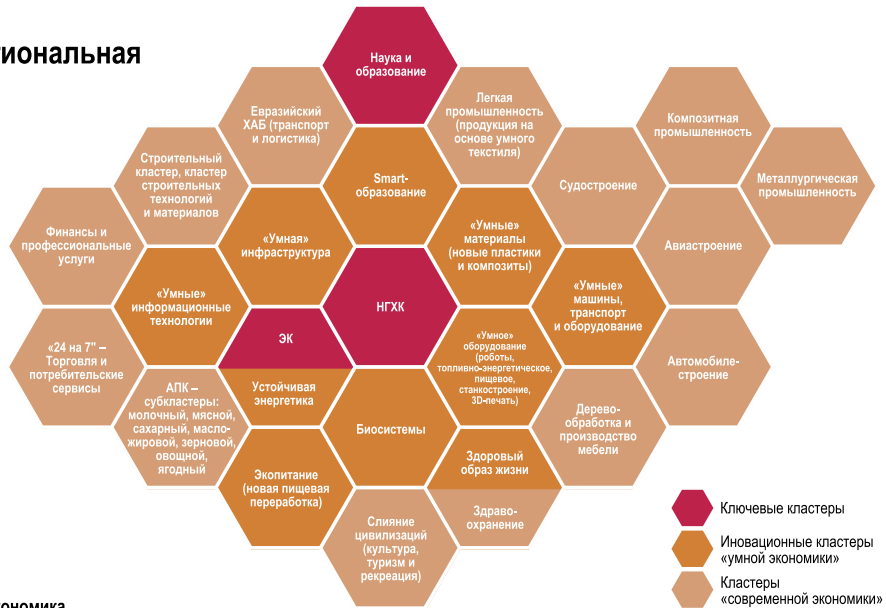 гиональная
Наука и
образование
Евразийский
ХАБ (транспорт
и логистика)
Легкая
промышленность
(продукция на
основе умного
текстиля)
Композитная
промышленность
Строительный
кластер, кластер
строительных
технологий
и материалов
Smart-
образование
Судостроение
Металлургическая
промышленность
Финансы и
профессиональные
услуги
«Умная»
инфраструктура
«Умные»
материалы
(новые пластики
и композиты)
Авиастроение
«Умные»
информационные
технологии
НГХК
«Умные»
машины,
транспорт
и оборудование
«24 на 7" –
Торговля и
потребительские
сервисы
ЭК
Устойчивая
энергетика
«Умное»
оборудование
(роботы,
топливно-энергетическое,
пищевое,
станкостроение,
3D-печать)
Автомобиле-
строение
АПК –
субкластеры:
молочный, мясной,
сахарный, масло-
жировой, зерновой,
овощной,
ягодный
Биосистемы
Дерево-
обработка и
производство
мебели
Экопитание
(новая пищевая
переработка)
Здоровый
образ жизни
Здраво-
охранение
Слияние
цивилизаций
(культура,
туризм и
рекреация)
Ключевые кластеры
Иновационные кластеры
«умной экономики»
Кластеры
«современной экономики»
ономика